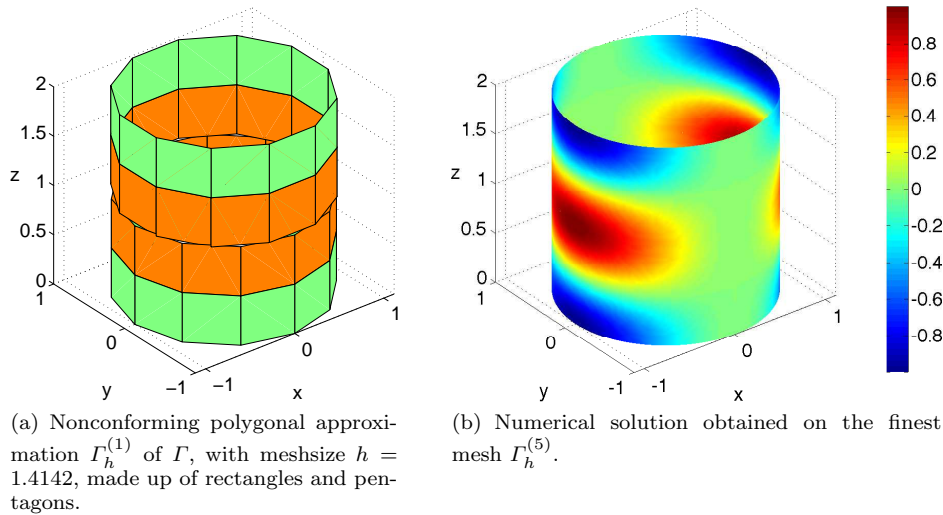 2
1.5
z
1
0.5
0
1
0
−1
y
−1
0
1
x
2
1.5
z
1
0.5
0
1
0
-1
y
-1
0
1
x
0.8
0.6
0.4
0.2
0
-0.2
-0.4
-0.6
-0.8
(a) Nonconforming polygonal approxi-
mation Γ_h^(1) of Γ, with meshsize h =
1.4142, made up of rectangles and pen-
tagons.
(b) Numerical solution obtained on the finest
mesh Γ_h^(5).